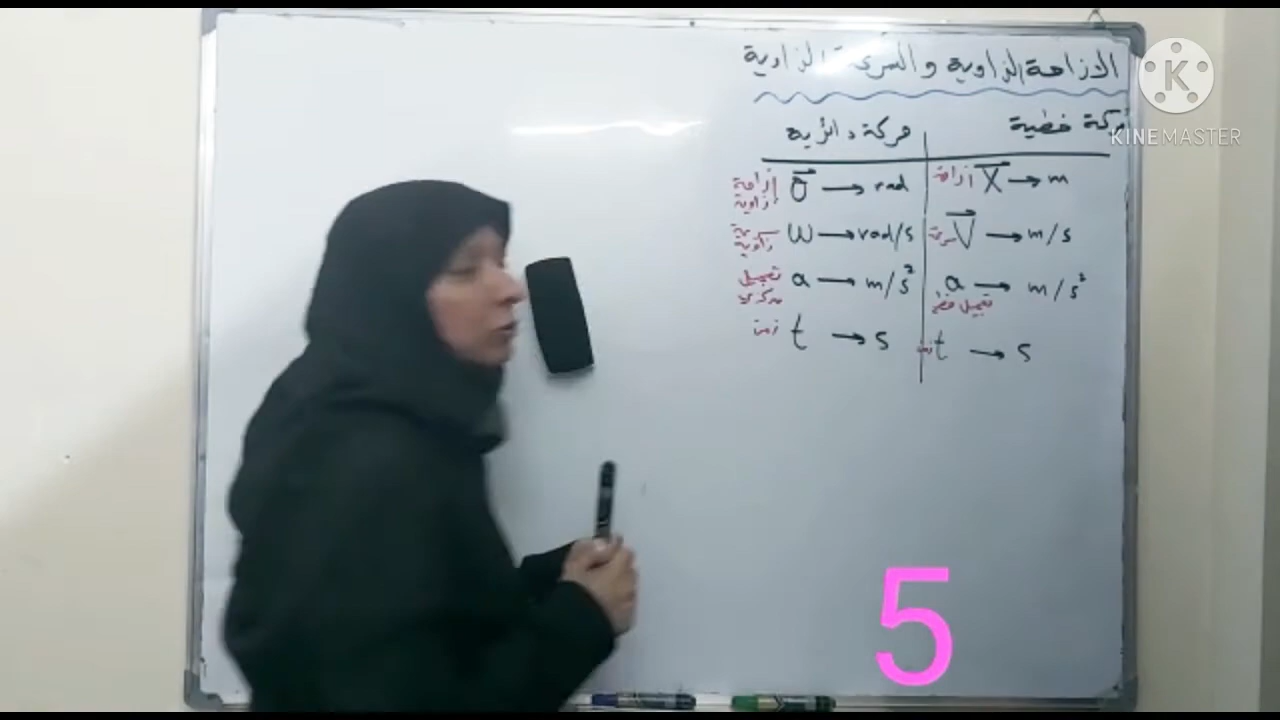 الازاحة الزاوية والسرعة الزاوية
حركة خطية
حركة دائرية
ازاحة X → m
ازاحة زاوية θ → rad
سرعة V → m/s
سرعة زاوية ω → rad/s
a → m/s²
تعجيل خطي
تعجيل مركزي a → m/s²
زمن t → s
زمن t → s
K
KINEMASTER
5